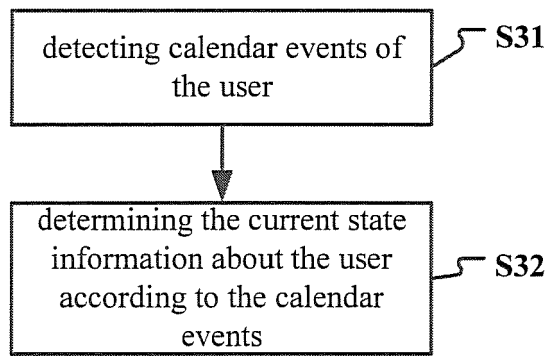 detecting calendar events of
the user
S31
determining the current state
information about the user
according to the calendar
events
S32